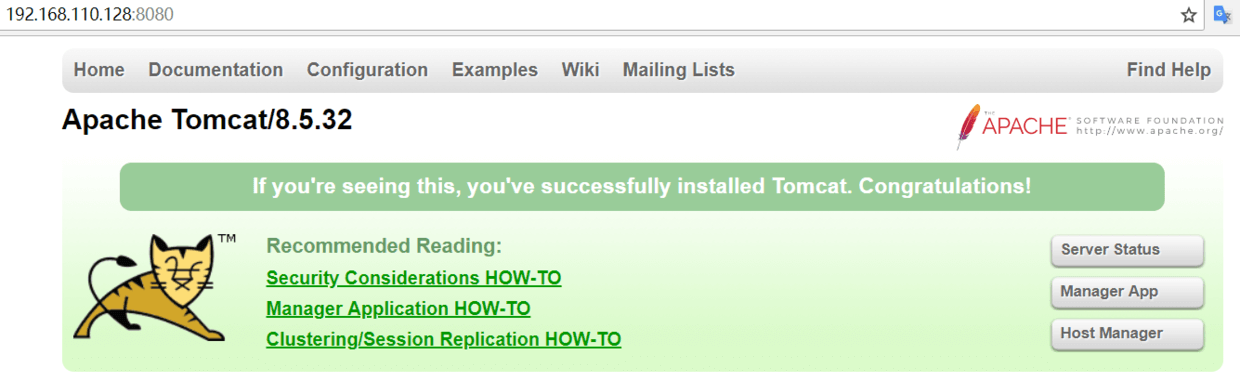 192.168.110.128:8080
Home Documentation Configuration Examples Wiki Mailing Lists Find Help
Apache Tomcat/8.5.32
THE APACHE® SOFTWARE FOUNDATION
http://www.apache.org/
If you're seeing this, you've successfully installed Tomcat. Congratulations!
TM
Recommended Reading:
Security Considerations HOW-TO
Manager Application HOW-TO
Clustering/Session Replication HOW-TO
Server Status
Manager App
Host Manager